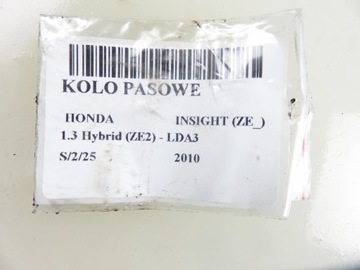 KOLO PASOWE
HONDA INSIGHT (ZE_)
1.3 Hybrid (ZE2) - LDA3
S/2/25 2010